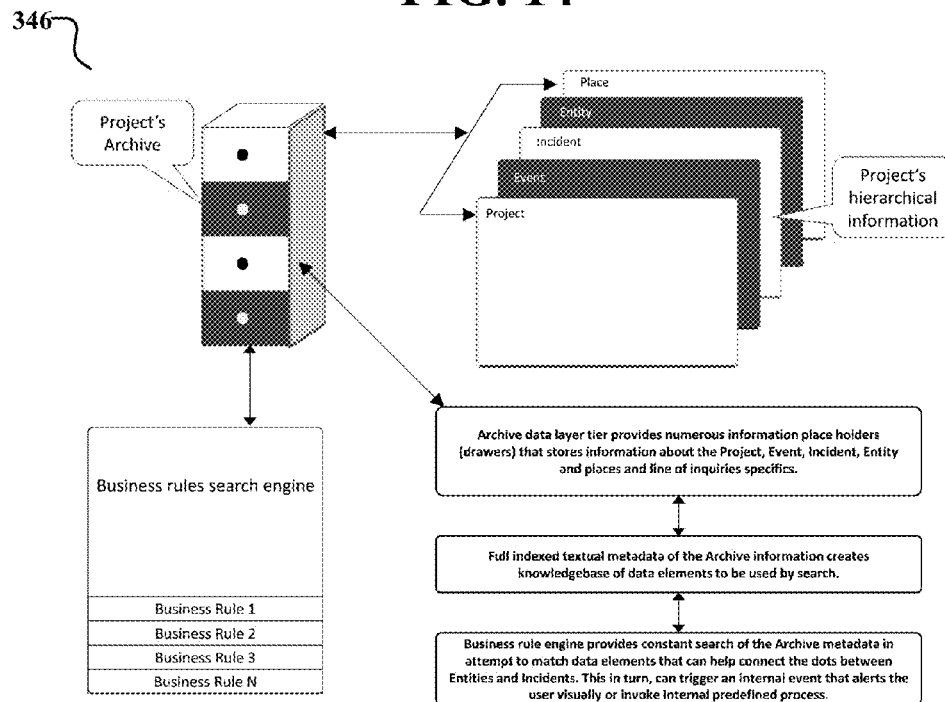 346
Project's
Archive
Place
Entity
Incident
Event
Project
Project's
hierarchical
information
Business rules search engine
Business Rule 1
Business Rule 2
Business Rule 3
Business Rule N
Archive data layer tier provides numerous information place holders
(drawers) that stores information about the Project, Event, Incident, Entity
and places and line of inquiries specifics.
Full indexed textual metadata of the Archive information creates
knowledgebase of data elements to be used by search.
Business rule engine provides constant search of the Archive metadata in
attempt to match data elements that can help connect the dots between
Entities and Incidents. This in turn, can trigger an internal event that alerts the
user visually or invoke internal predefined process.